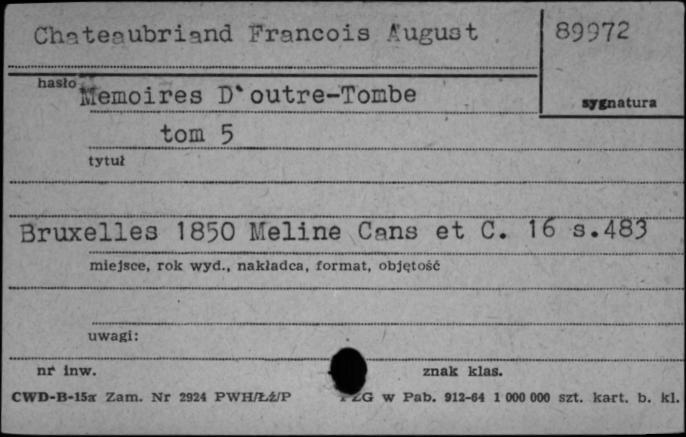 Chateaubriand Francois August
89972
hasło
Memoires D'outre-Tombe
sygnatura
tom 5
tytuł
Bruxelles 1850 Meline Cans et C. 16 s.483
miejsce, rok wyd., nakładca, format, objętość
uwagi:
nr inw.
znak klas.
CWD-B-15a Zam. Nr 2924 PWH/Łż/P ZG w Pab. 912-64 1 000 000 szt. kart. b. kl.